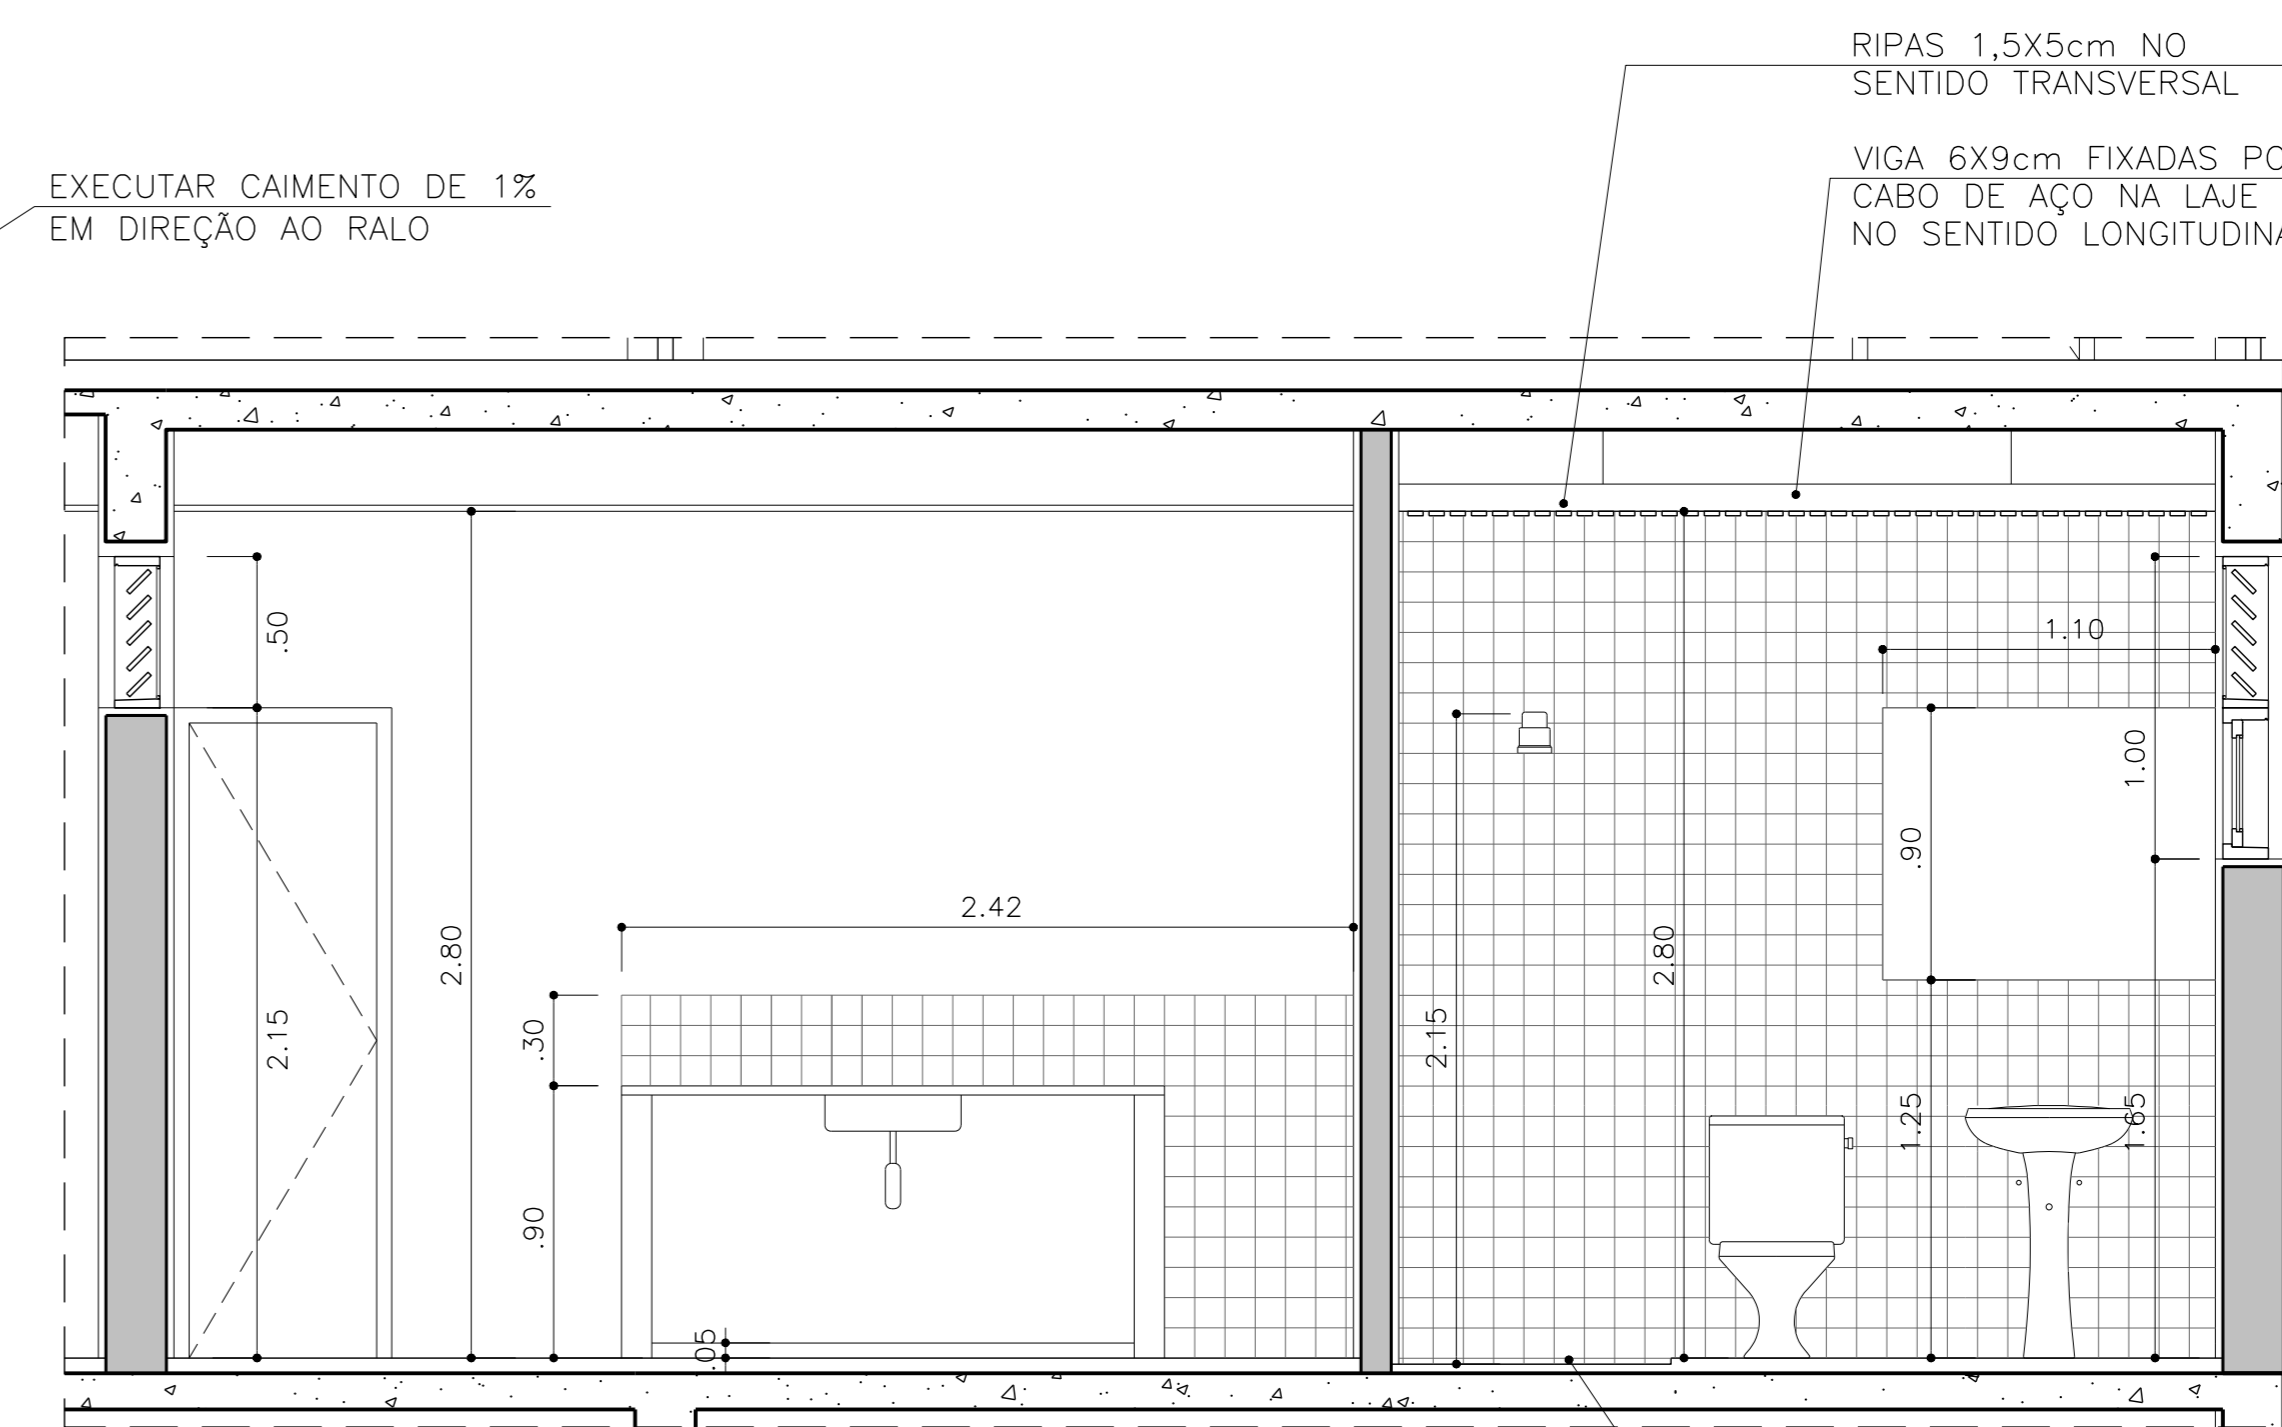 RIPAS 1,5X5cm NO
SENTIDO TRANSVERSAL
VIGA 6X9cm FIXADAS
CABO DE AÇO NA LAJE
NO SENTIDO
EXECUTAR CAIMENTO DE 1%
EM DIREÇÃO AO RALO
.50
1.10
1.00
.90
2.42
2.80
2.80
2.15
.30
2.15
1.25
1.65
.90
.05